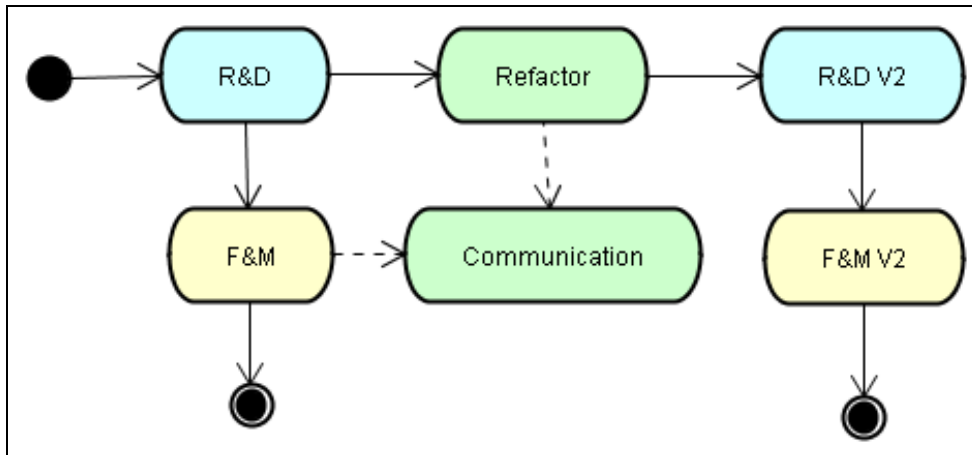 R&D
Refactor
R&D V2
F&M
Communication
F&M V2